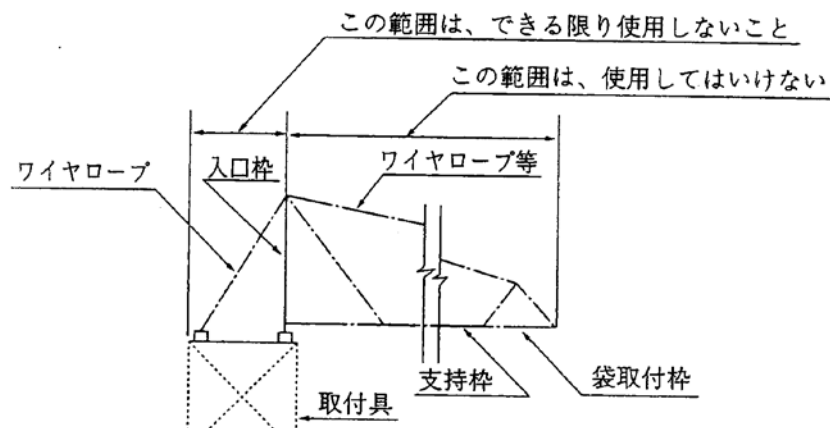 この範囲は、できる限り使用しないこと
この範囲は、使用してはいけない
ワイヤロープ
入口枠
ワイヤロープ等
支持枠
袋取付枠
取付具